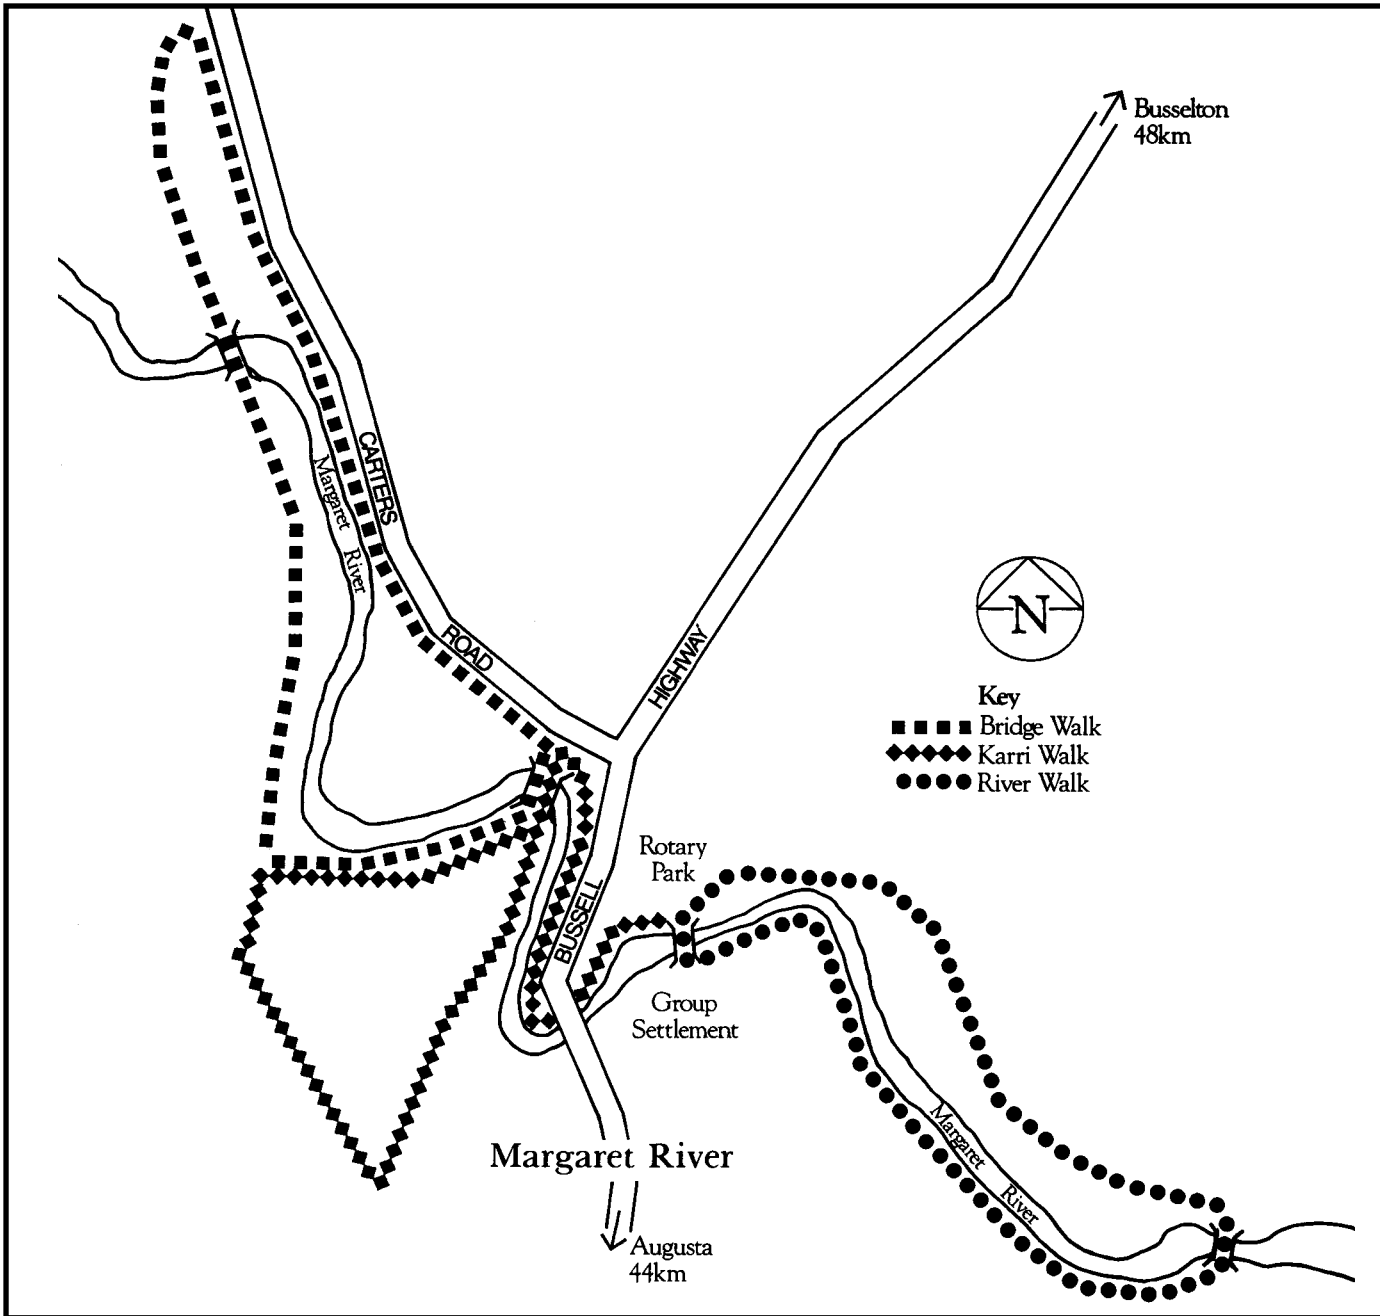 Busselton
48km
CARTERS
Margaret River
ROAD
HIGHWAY
N
Key
Bridge Walk
Karri Walk
River Walk
Rotary
Park
BUSSELL
Group
Settlement
Margaret River
Margaret River
Augusta
44km